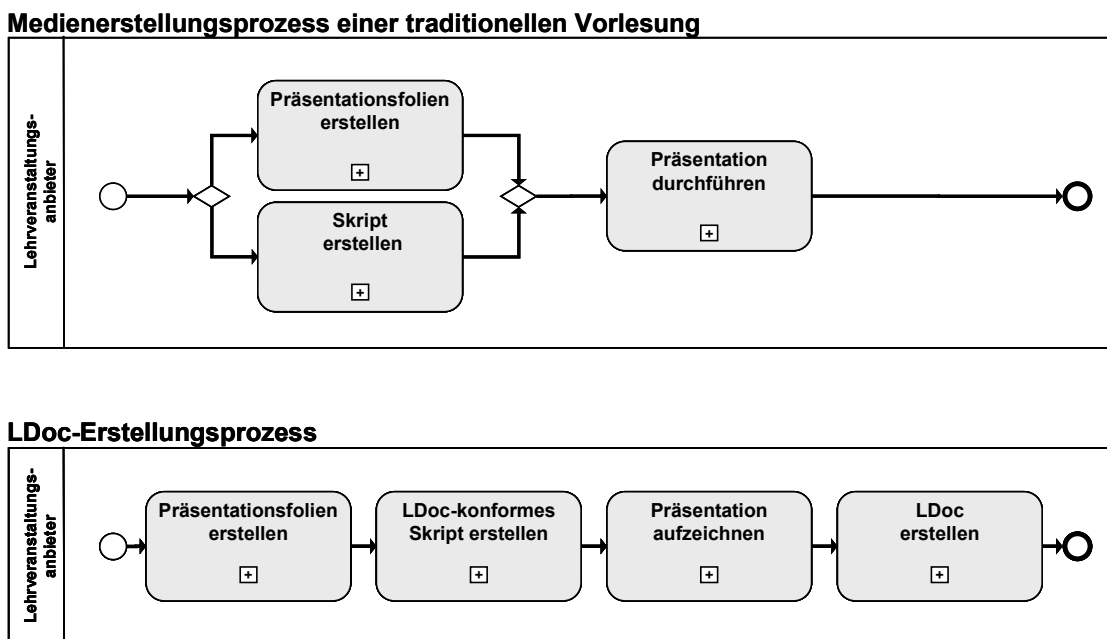 Medienerstellungsprozess einer traditionellen Vorlesung
Lehrveranstaltungs-
anbieter
Präsentationsfolien
erstellen
Skript
erstellen
Präsentation
durchführen
LDoc-Erstellungsprozess
Lehrveranstaltungs-
anbieter
Präsentationsfolien
erstellen
LDoc-konformes
Skript erstellen
Präsentation
aufzeichnen
LDoc
erstellen